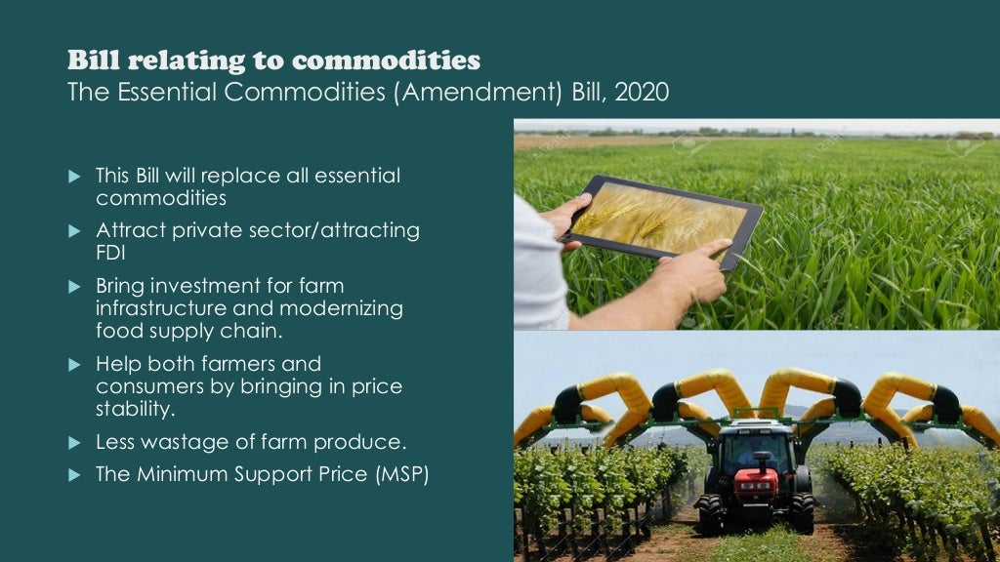 Bill relating to commodities
The Essential Commodities (Amendment) Bill, 2020
This Bill will replace all essential
commodities
Attract private sector/attracting
FDI
Bring investment for farm
infrastructure and modernizing
food supply chain.
Help both farmers and
consumers by bringing in price
stability.
Less wastage of farm produce.
The Minimum Support Price (MSP)